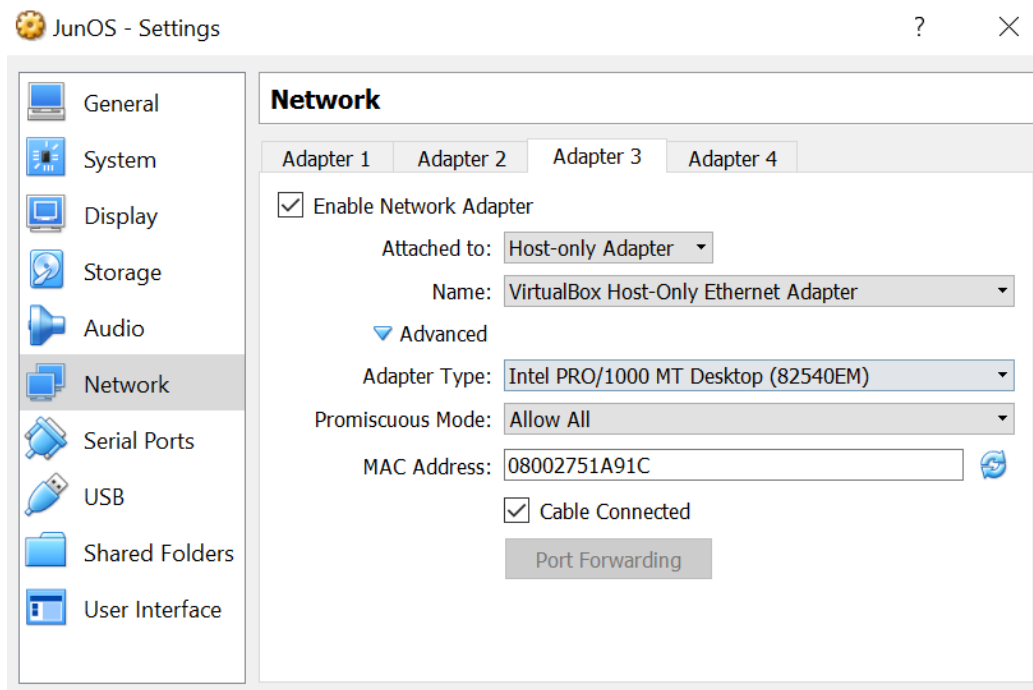 JunOS - Settings
?
General
System
Display
Storage
Audio
Network
Serial Ports
USB
Shared Folders
User Interface
Network
Adapter 1 Adapter 2 Adapter 3 Adapter 4
Enable Network Adapter
Attached to: Host-only Adapter
Name: VirtualBox Host-Only Ethernet Adapter
Advanced
Adapter Type: Intel PRO/1000 MT Desktop (82540EM)
Promiscuous Mode: Allow All
MAC Address: 08002751A91C
Cable Connected
Port Forwarding